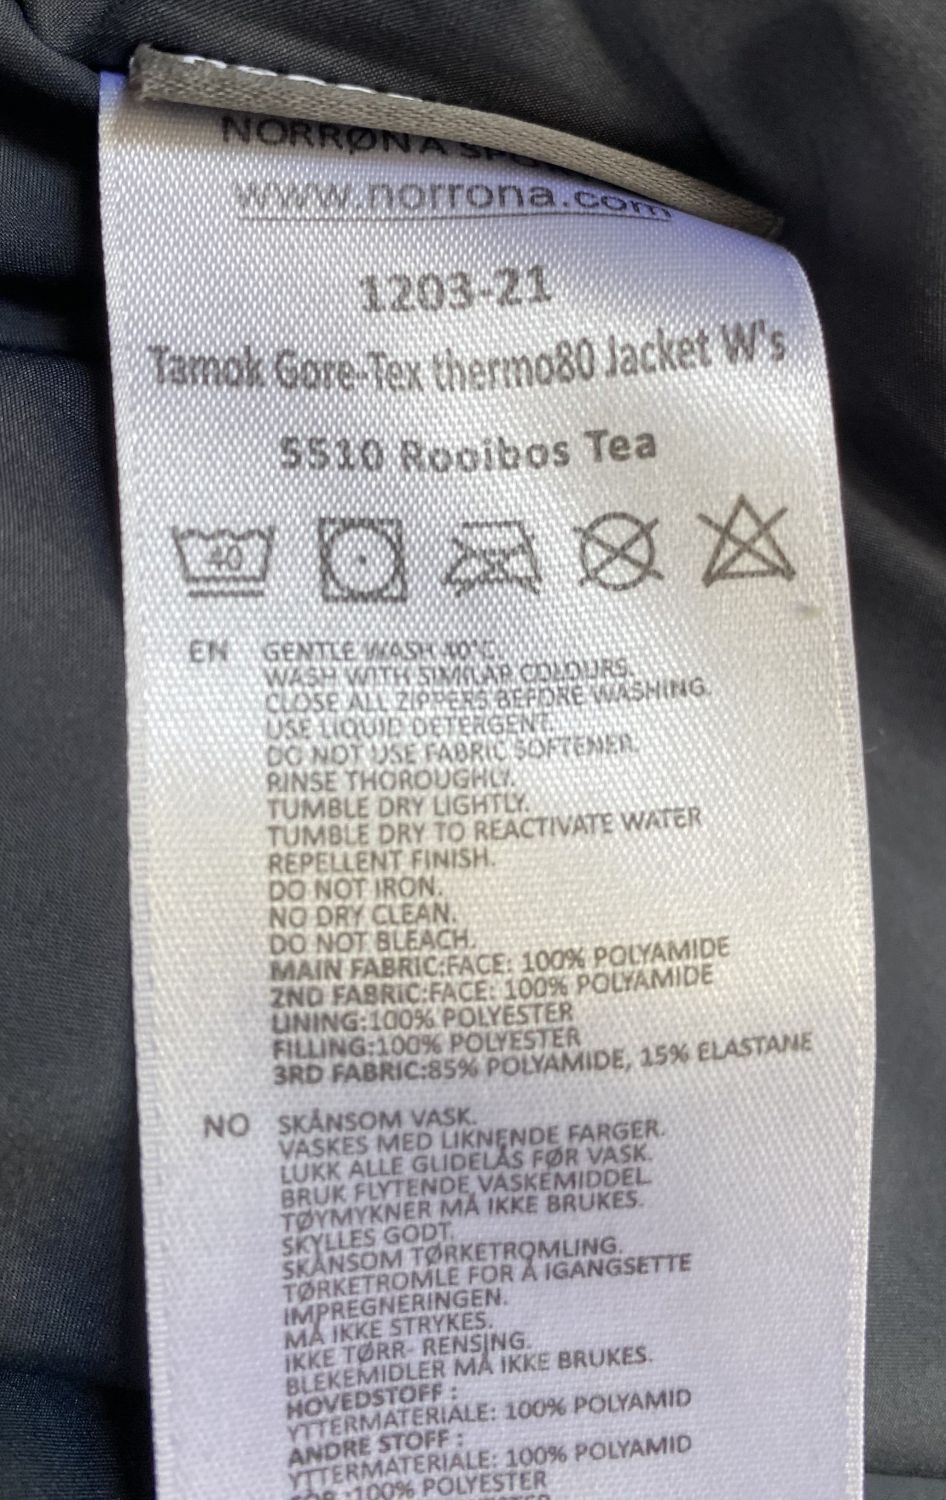 NORRØNA
www.norrona.com
1203-21
Tamok Gore-Tex thermo80 Jacket W's
5510 Rooibos Tea
40
EN GENTLE WASH 40°C.
WASH WITH SIMILAR COLOURS.
CLOSE ALL ZIPPERS BEFORE WASHING.
USE LIQUID DETERGENT.
DO NOT USE FABRIC SOFTENER.
RINSE THOROUGHLY.
TUMBLE DRY LIGHTLY.
TUMBLE DRY TO REACTIVATE WATER
REPELLENT FINISH.
DO NOT IRON.
NO DRY CLEAN.
DO NOT BLEACH.
MAIN FABRIC:FACE: 100% POLYAMIDE
2ND FABRIC:FACE: 100% POLYAMIDE
LINING:100% POLYESTER
FILLING:100% POLYESTER
3RD FABRIC:85% POLYAMIDE, 15% ELASTANE
NO SKÅNSOM VASK.
VASKES MED LIKNENDE FARGER.
LUKK ALLE GLIDELÅS FØR VASK.
BRUK FLYTENDE VASKEMIDDEL.
TØYMYKNER MÅ IKKE BRUKES.
SKYLLES GODT.
SKÅNSOM TØRKETROMLING.
TØRKETROMLE FOR Å IGANGSETTE
IMPREGNERINGEN.
MÅ IKKE STRYKES.
IKKE TØRR- RENSING.
BLEKEMIDLER MÅ IKKE BRUKES.
HOVEDSTOFF :
YTTERMATERIALE: 100% POLYAMID
ANDRE STOFF :
YTTERMATERIALE: 100% POLYAMID
:100% POLYESTER